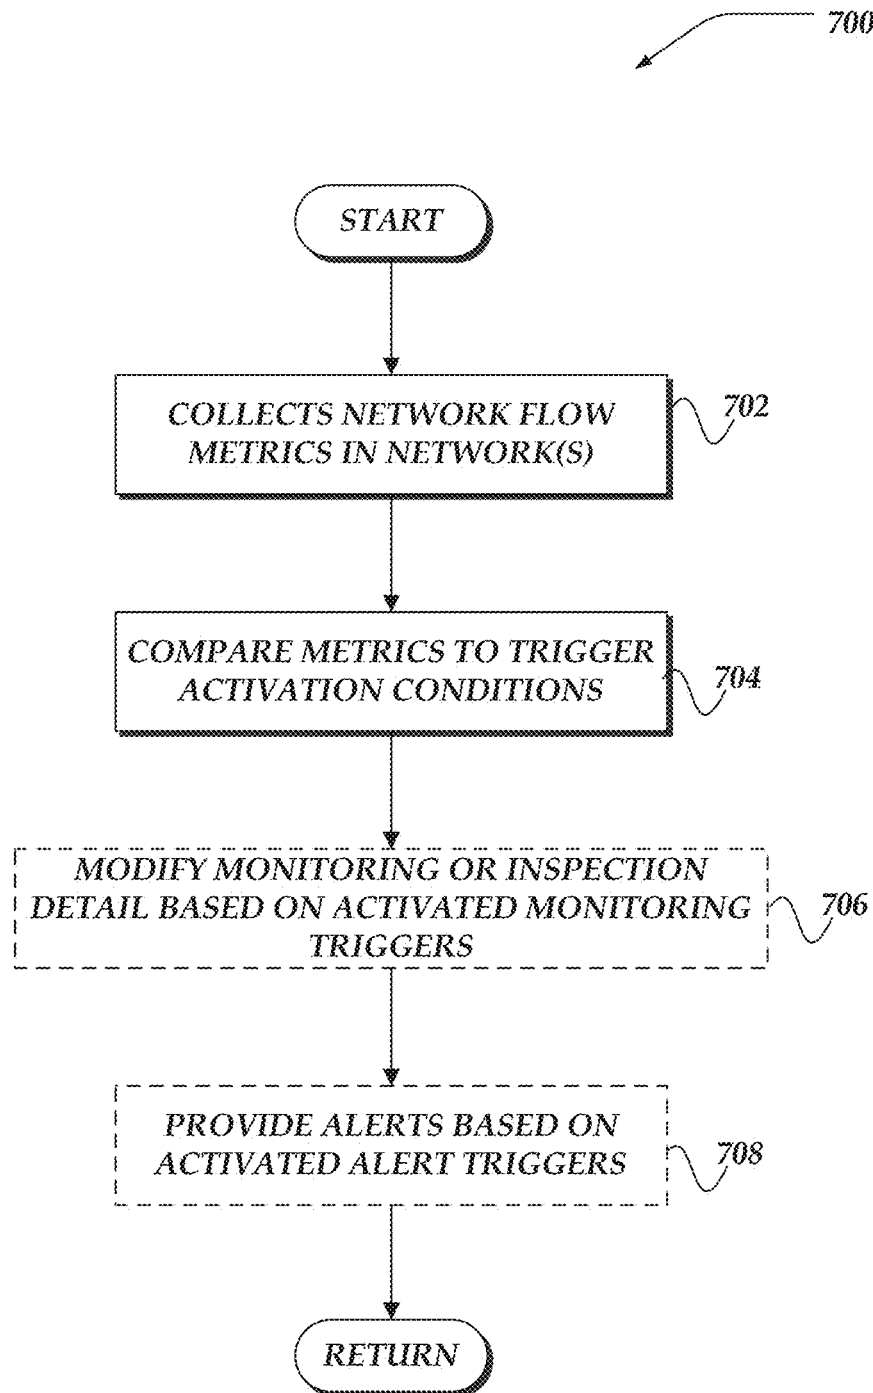 700
START
COLLECTS NETWORK FLOW
METRICS IN NETWORK(S)
702
COMPARE METRICS TO TRIGGER
ACTIVATION CONDITIONS
704
MODIFY MONITORING OR INSPECTION
DETAIL BASED ON ACTIVATED MONITORING
TRIGGERS
706
PROVIDE ALERTS BASED ON
ACTIVATED ALERT TRIGGERS
708
RETURN